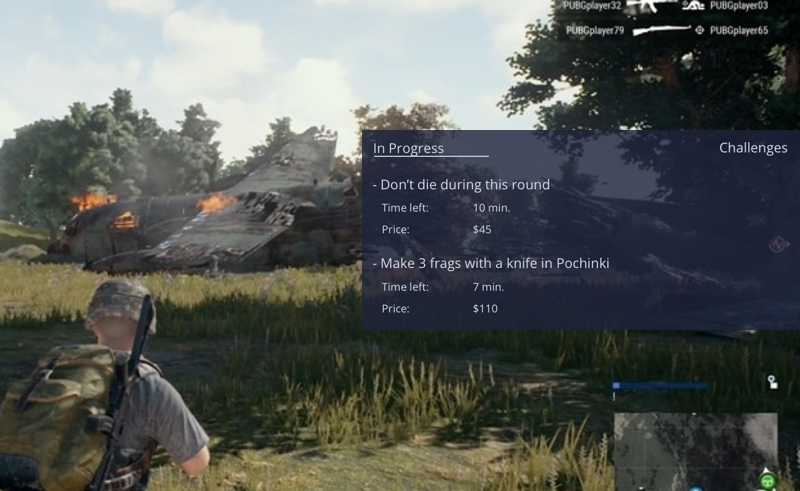 PUBGplayer32 PUBGplayer03
PUBGplayer79 PUBGplayer65
In Progress Challenges
- Don’t die during this round
Time left: 10 min.
Price: $45
- Make 3 frags with a knife in Pochinki
Time left: 7 min.
Price: $110